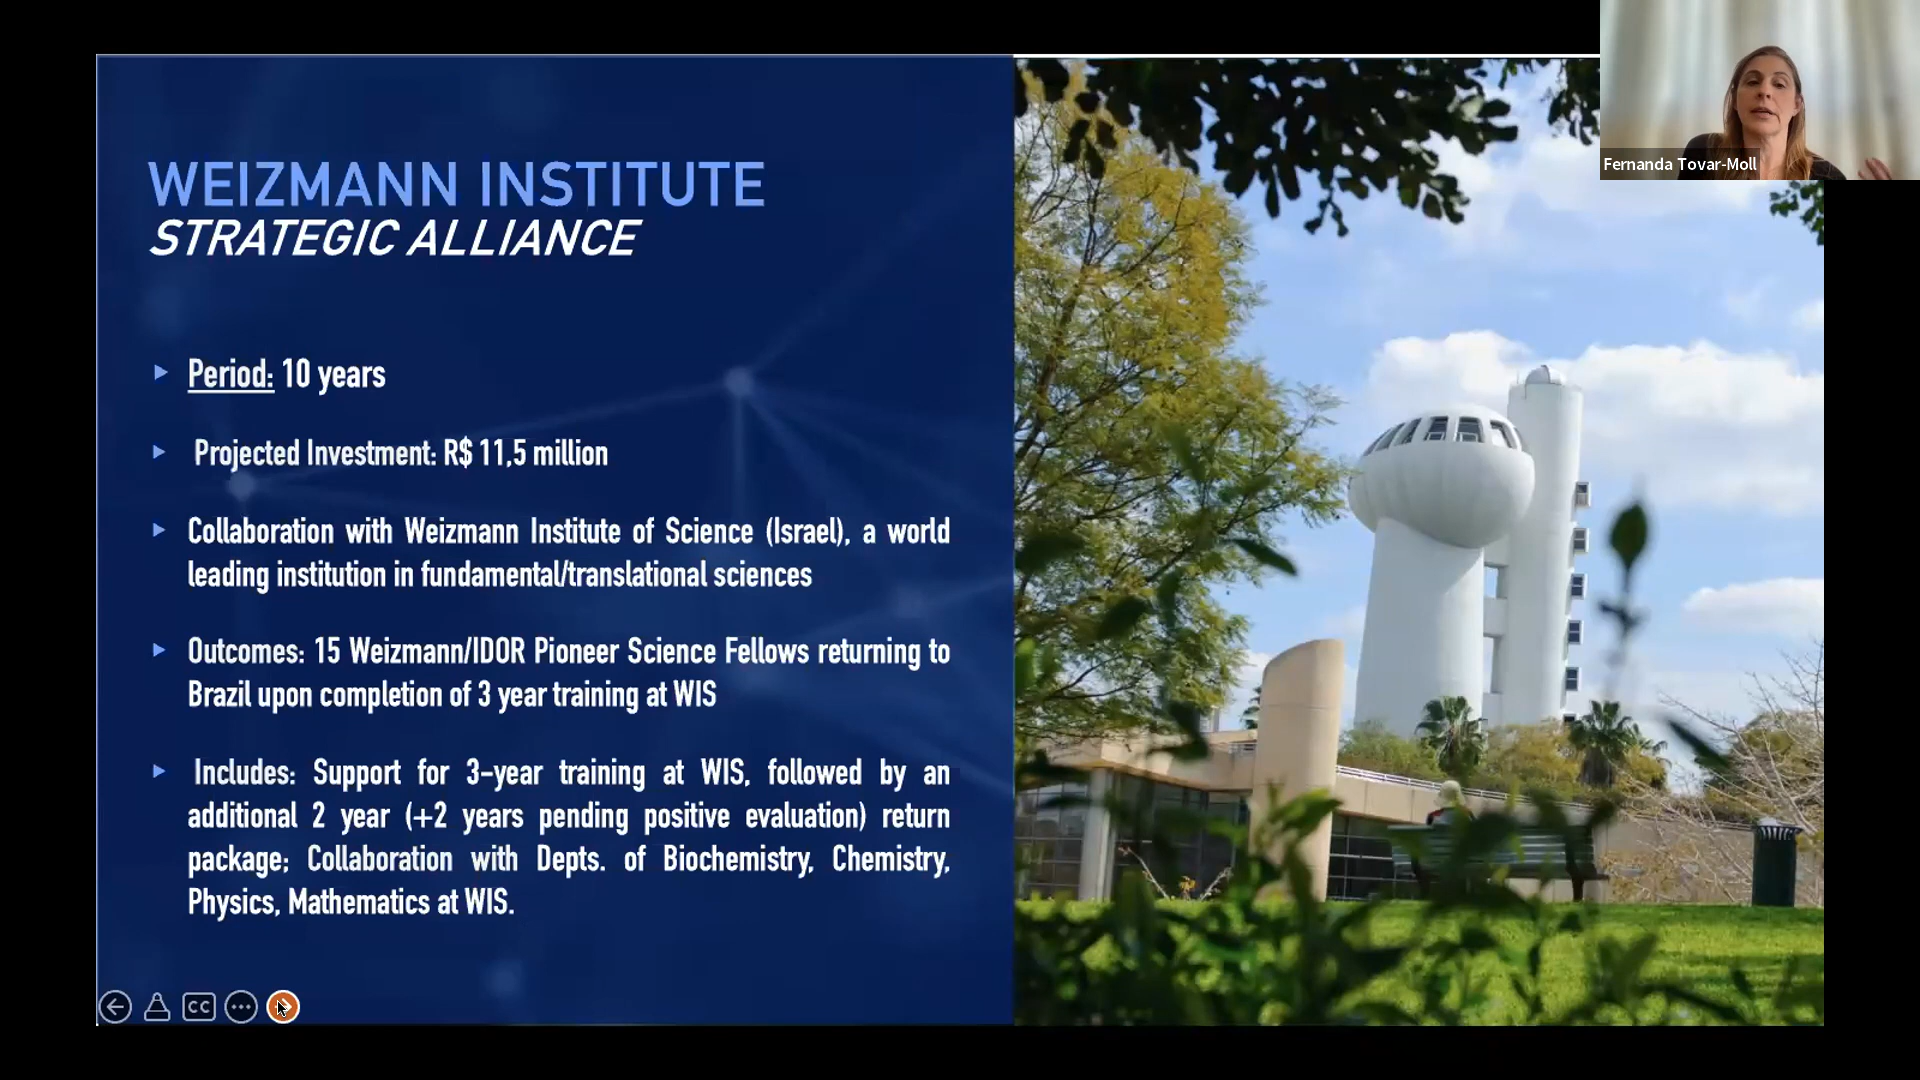 WEIZMANN INSTITUTE
STRATEGIC ALLIANCE
Period: 10 years
Projected Investment: R$ 11,5 million
Collaboration with Weizmann Institute of Science (Israel), a world
leading institution in fundamental/translational sciences
Outcomes: 15 Weizmann/IDOR Pioneer Science Fellows returning to
Brazil upon completion of 3 year training at WIS
Includes: Support for 3-year training at WIS, followed by an
additional 2 year (+2 years pending positive evaluation) return
package; Collaboration with Depts. of Biochemistry, Chemistry,
Physics, Mathematics at WIS.
CC
Fernanda Tovar-Moll